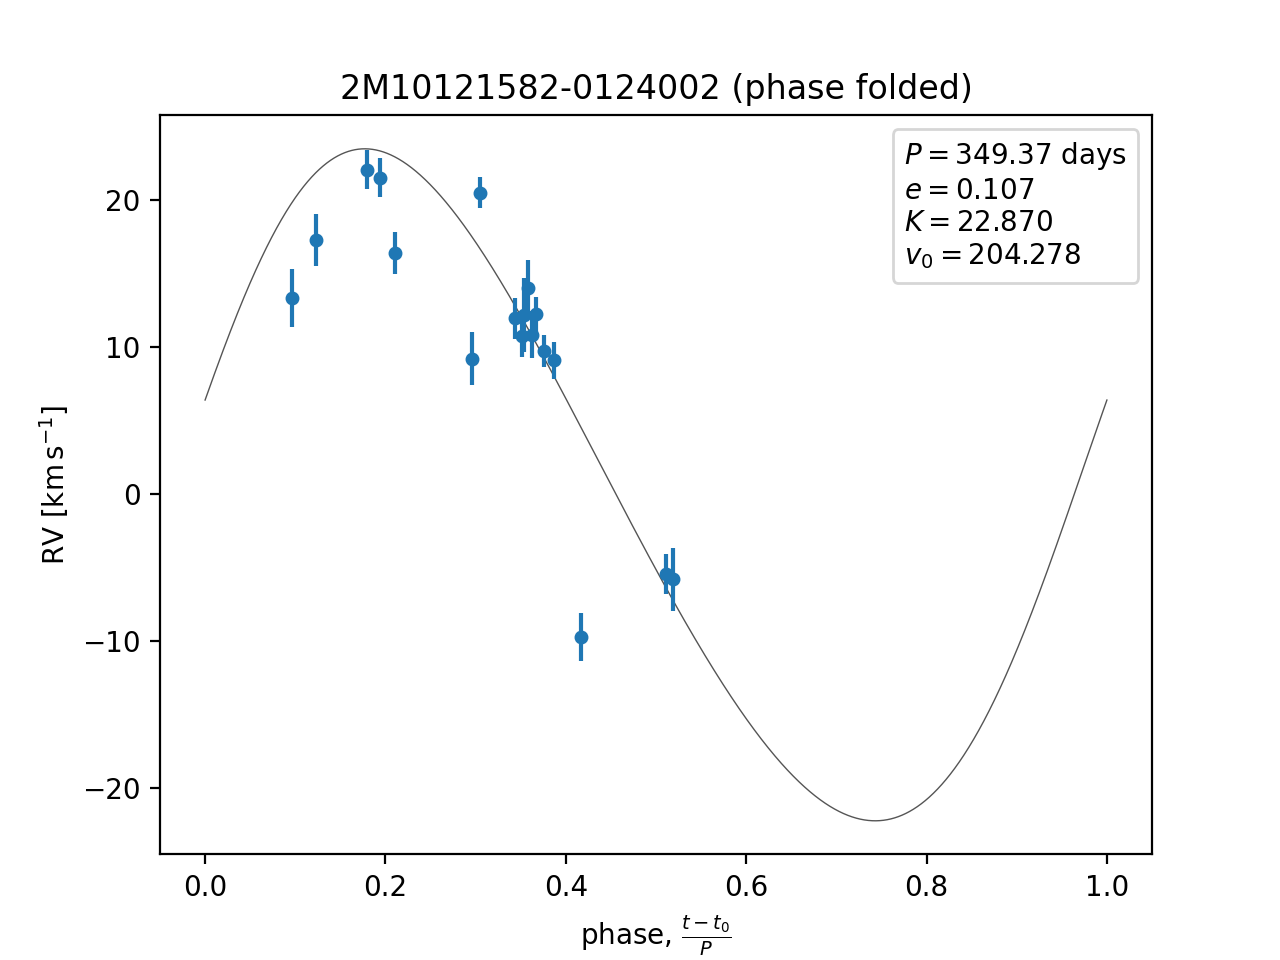 2M10121582-0124002 (phase folded)
P = 349.37 days
e = 0.107
K = 22.870
v₀ = 204.278
RV [km s⁻¹]
20
10
0
−10
−20
0.0 0.2 0.4 0.6 0.8 1.0
phase, (t − t₀)/P